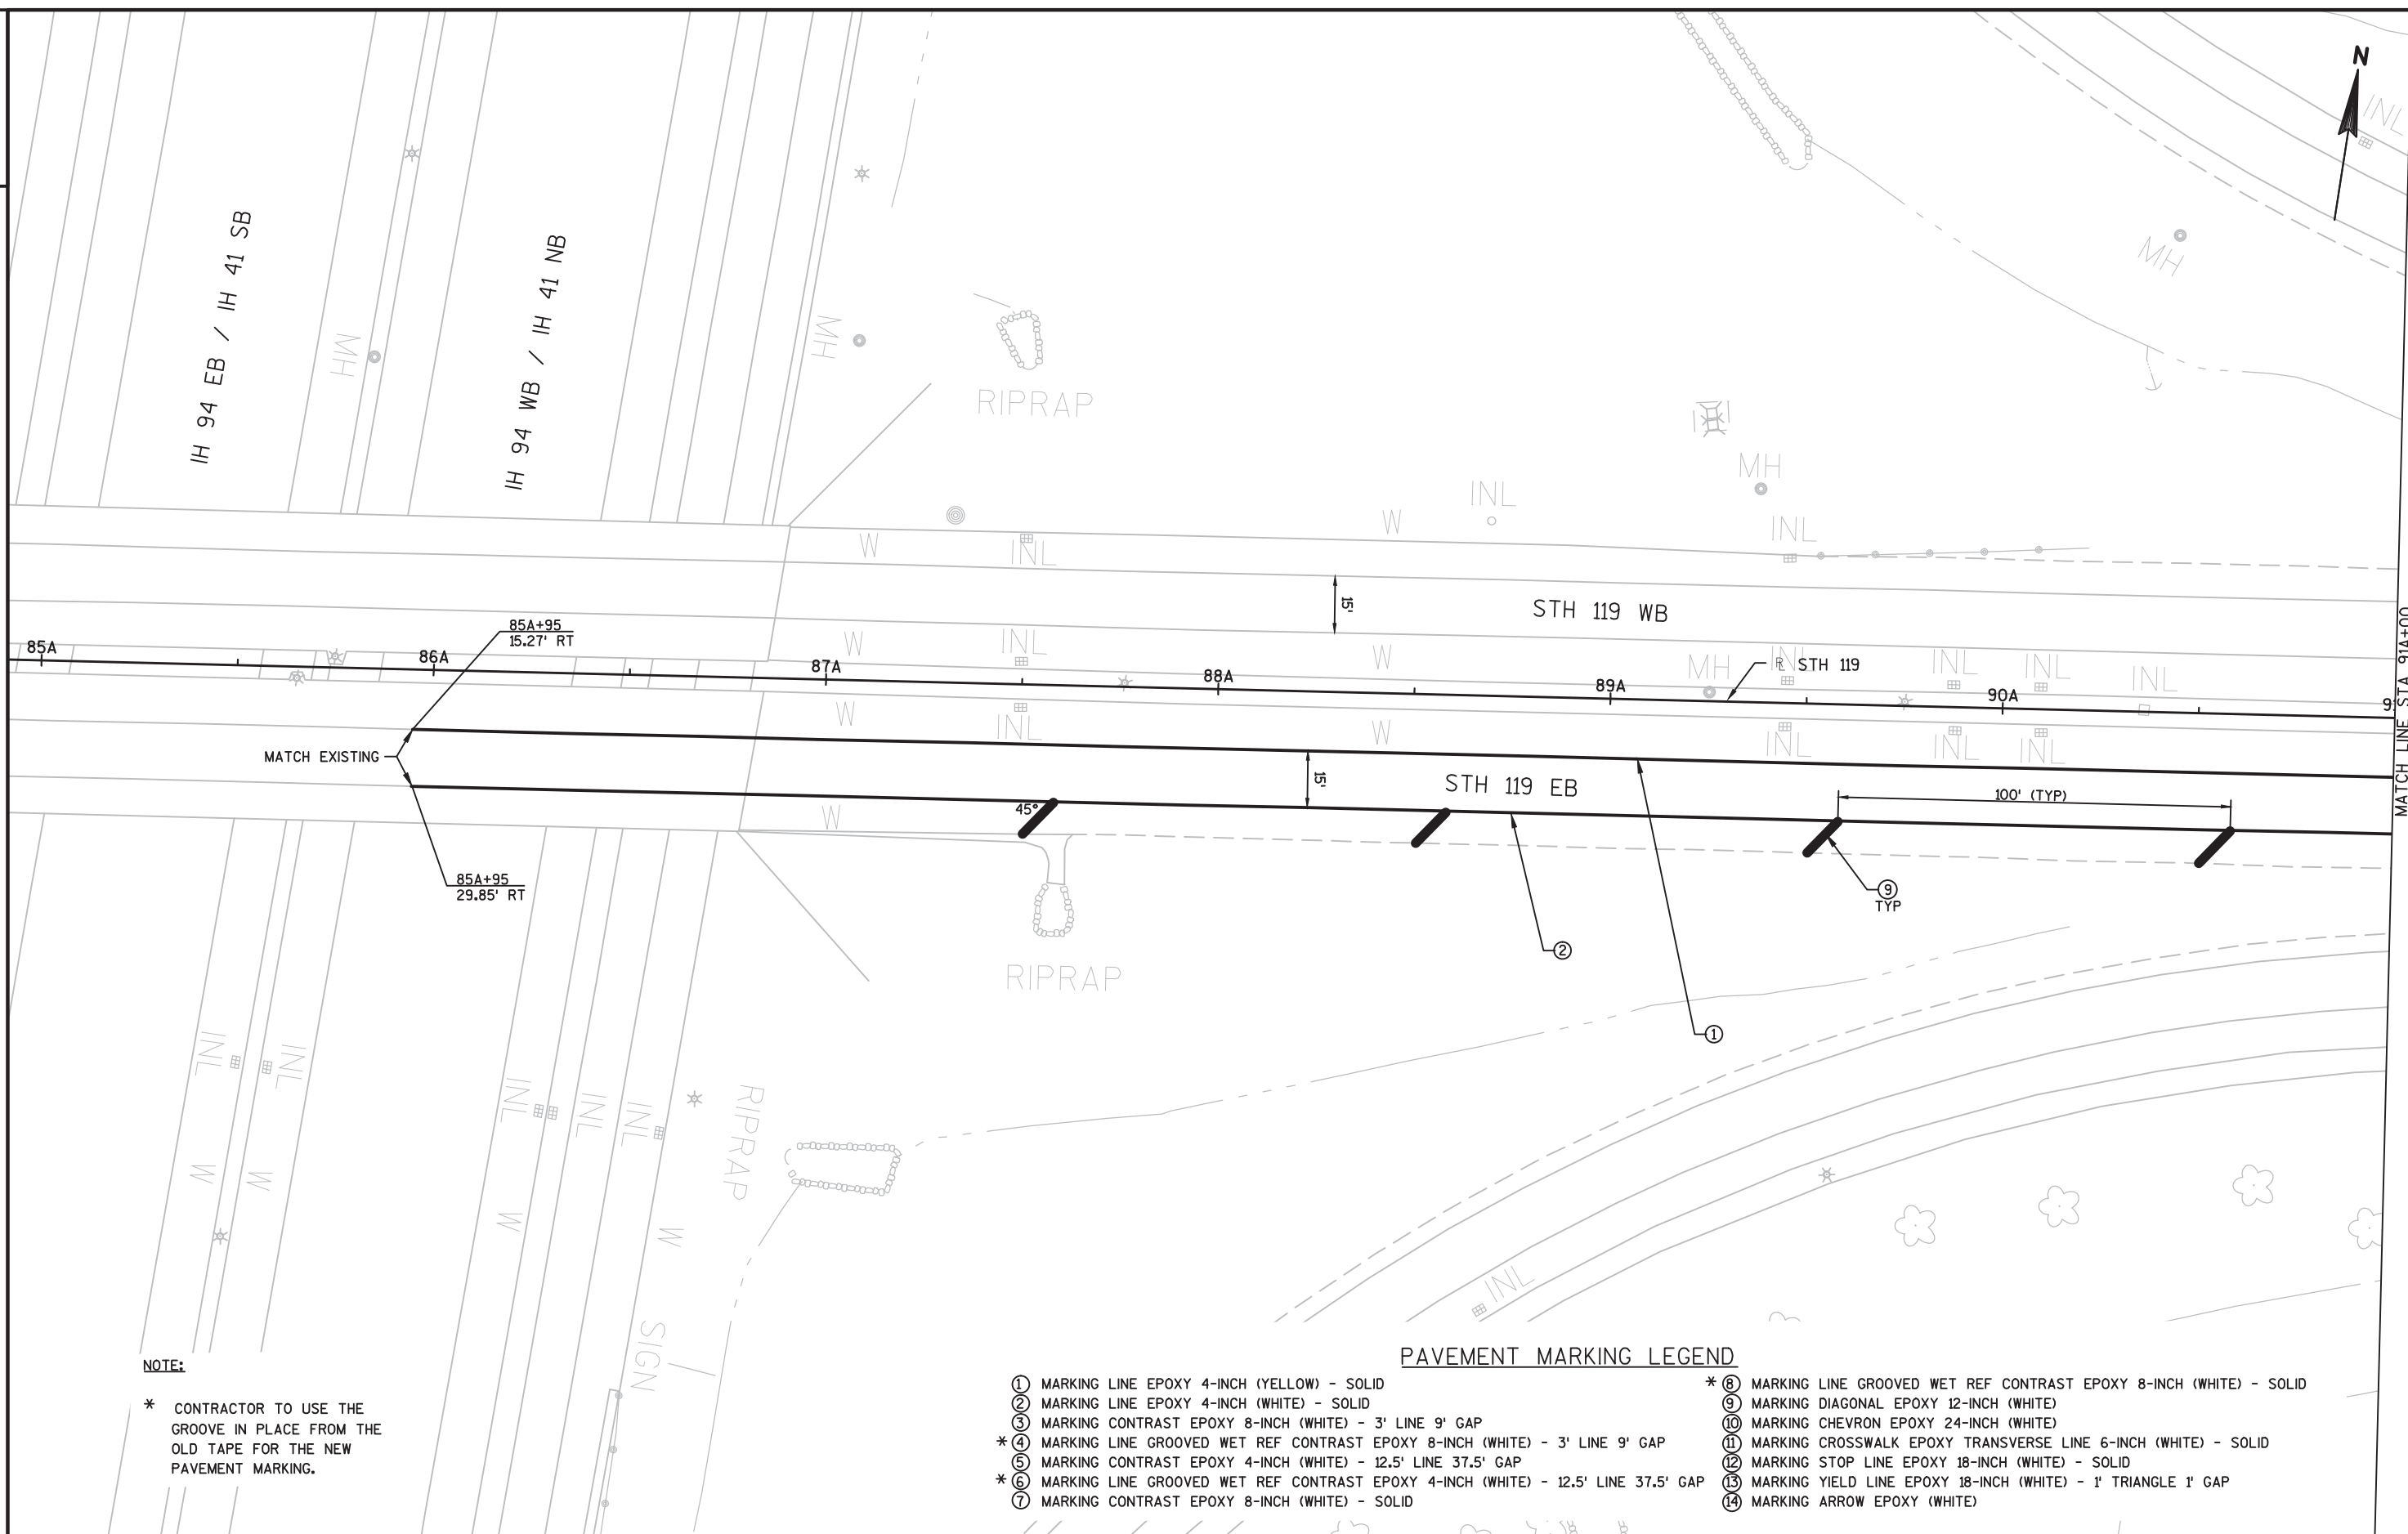 N
INL
MH
IH 94 EB / IH 41 SB
IH 94 WB / IH 41 NB
MH
MH
RIPRAP
MH
INL
INL
W
INL
W
15'
STH 119 WB
85A+95
15.27' RT
85A
86A
87A
88A
89A
90A
W
INL
W
MH
INL
STH 119
INL
INL
INL
MATCH LINE STA 91A+00
W
INL
W
INL
INL
INL
MATCH EXISTING
15'
STH 119 EB
45°
100' (TYP)
W
85A+95
29.85' RT
9
TYP
2
1
RIPRAP
INL
INL
INL
INL
INL
RIPRAP
W
W
W
W
INL
SIGN
NOTE:
* CONTRACTOR TO USE THE
GROOVE IN PLACE FROM THE
OLD TAPE FOR THE NEW
PAVEMENT MARKING.
PAVEMENT MARKING LEGEND
1 MARKING LINE EPOXY 4-INCH (YELLOW) - SOLID
2 MARKING LINE EPOXY 4-INCH (WHITE) - SOLID
3 MARKING CONTRAST EPOXY 8-INCH (WHITE) - 3' LINE 9' GAP
* 4 MARKING LINE GROOVED WET REF CONTRAST EPOXY 8-INCH (WHITE) - 3' LINE 9' GAP
5 MARKING CONTRAST EPOXY 4-INCH (WHITE) - 12.5' LINE 37.5' GAP
* 6 MARKING LINE GROOVED WET REF CONTRAST EPOXY 4-INCH (WHITE) - 12.5' LINE 37.5' GAP
7 MARKING CONTRAST EPOXY 8-INCH (WHITE) - SOLID
* 8 MARKING LINE GROOVED WET REF CONTRAST EPOXY 8-INCH (WHITE) - SOLID
9 MARKING DIAGONAL EPOXY 12-INCH (WHITE)
10 MARKING CHEVRON EPOXY 24-INCH (WHITE)
11 MARKING CROSSWALK EPOXY TRANSVERSE LINE 6-INCH (WHITE) - SOLID
12 MARKING STOP LINE EPOXY 18-INCH (WHITE) - SOLID
13 MARKING YIELD LINE EPOXY 18-INCH (WHITE) - 1' TRIANGLE 1' GAP
14 MARKING ARROW EPOXY (WHITE)